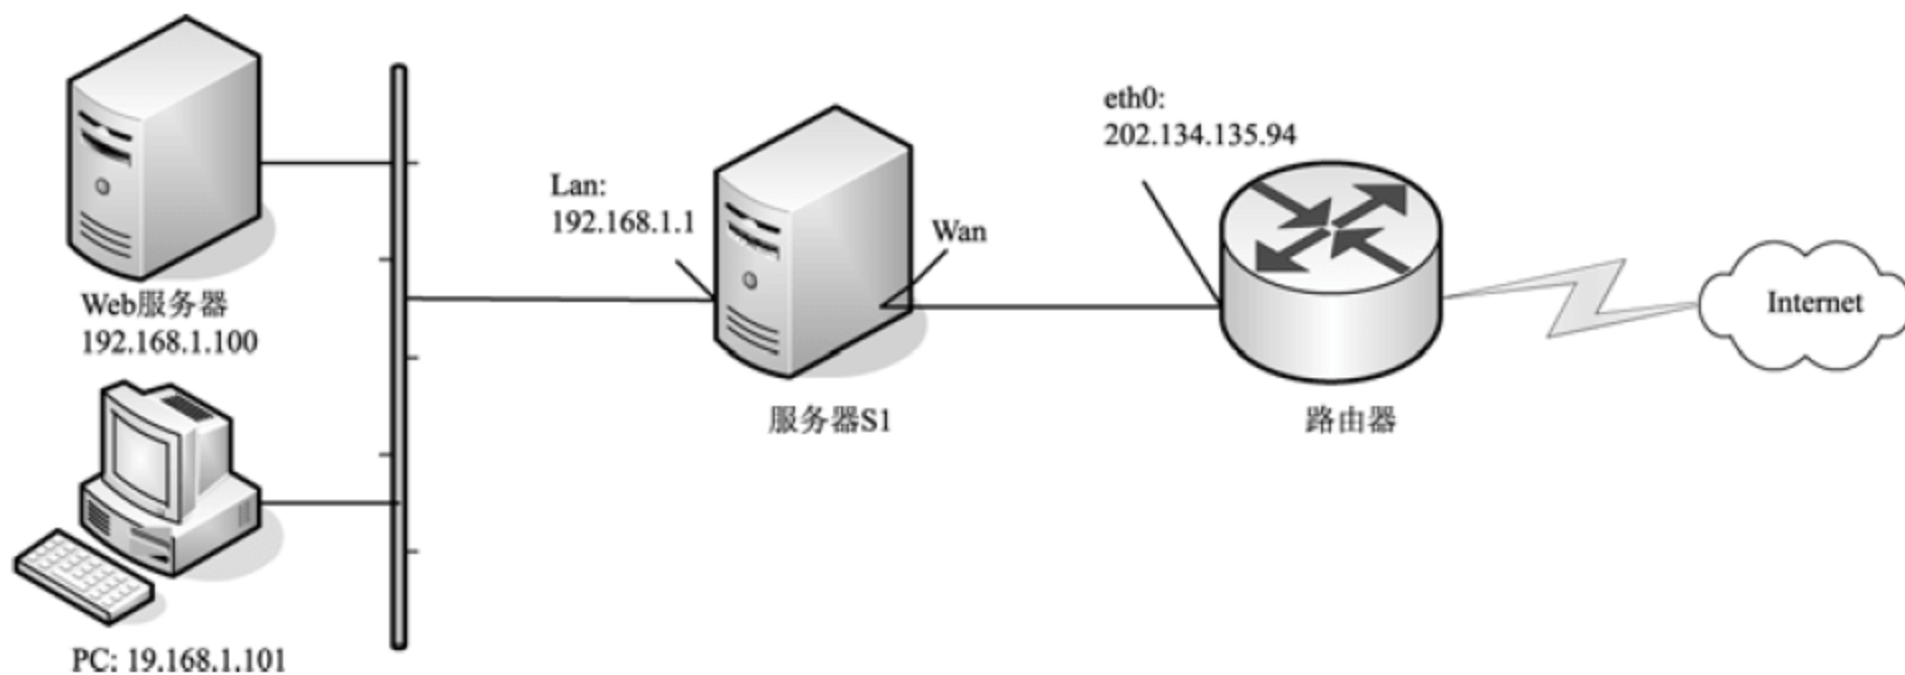 Web服务器
192.168.1.100
PC: 19.168.1.101
Lan:
192.168.1.1
服务器S1
Wan
eth0:
202.134.135.94
路由器
Internet